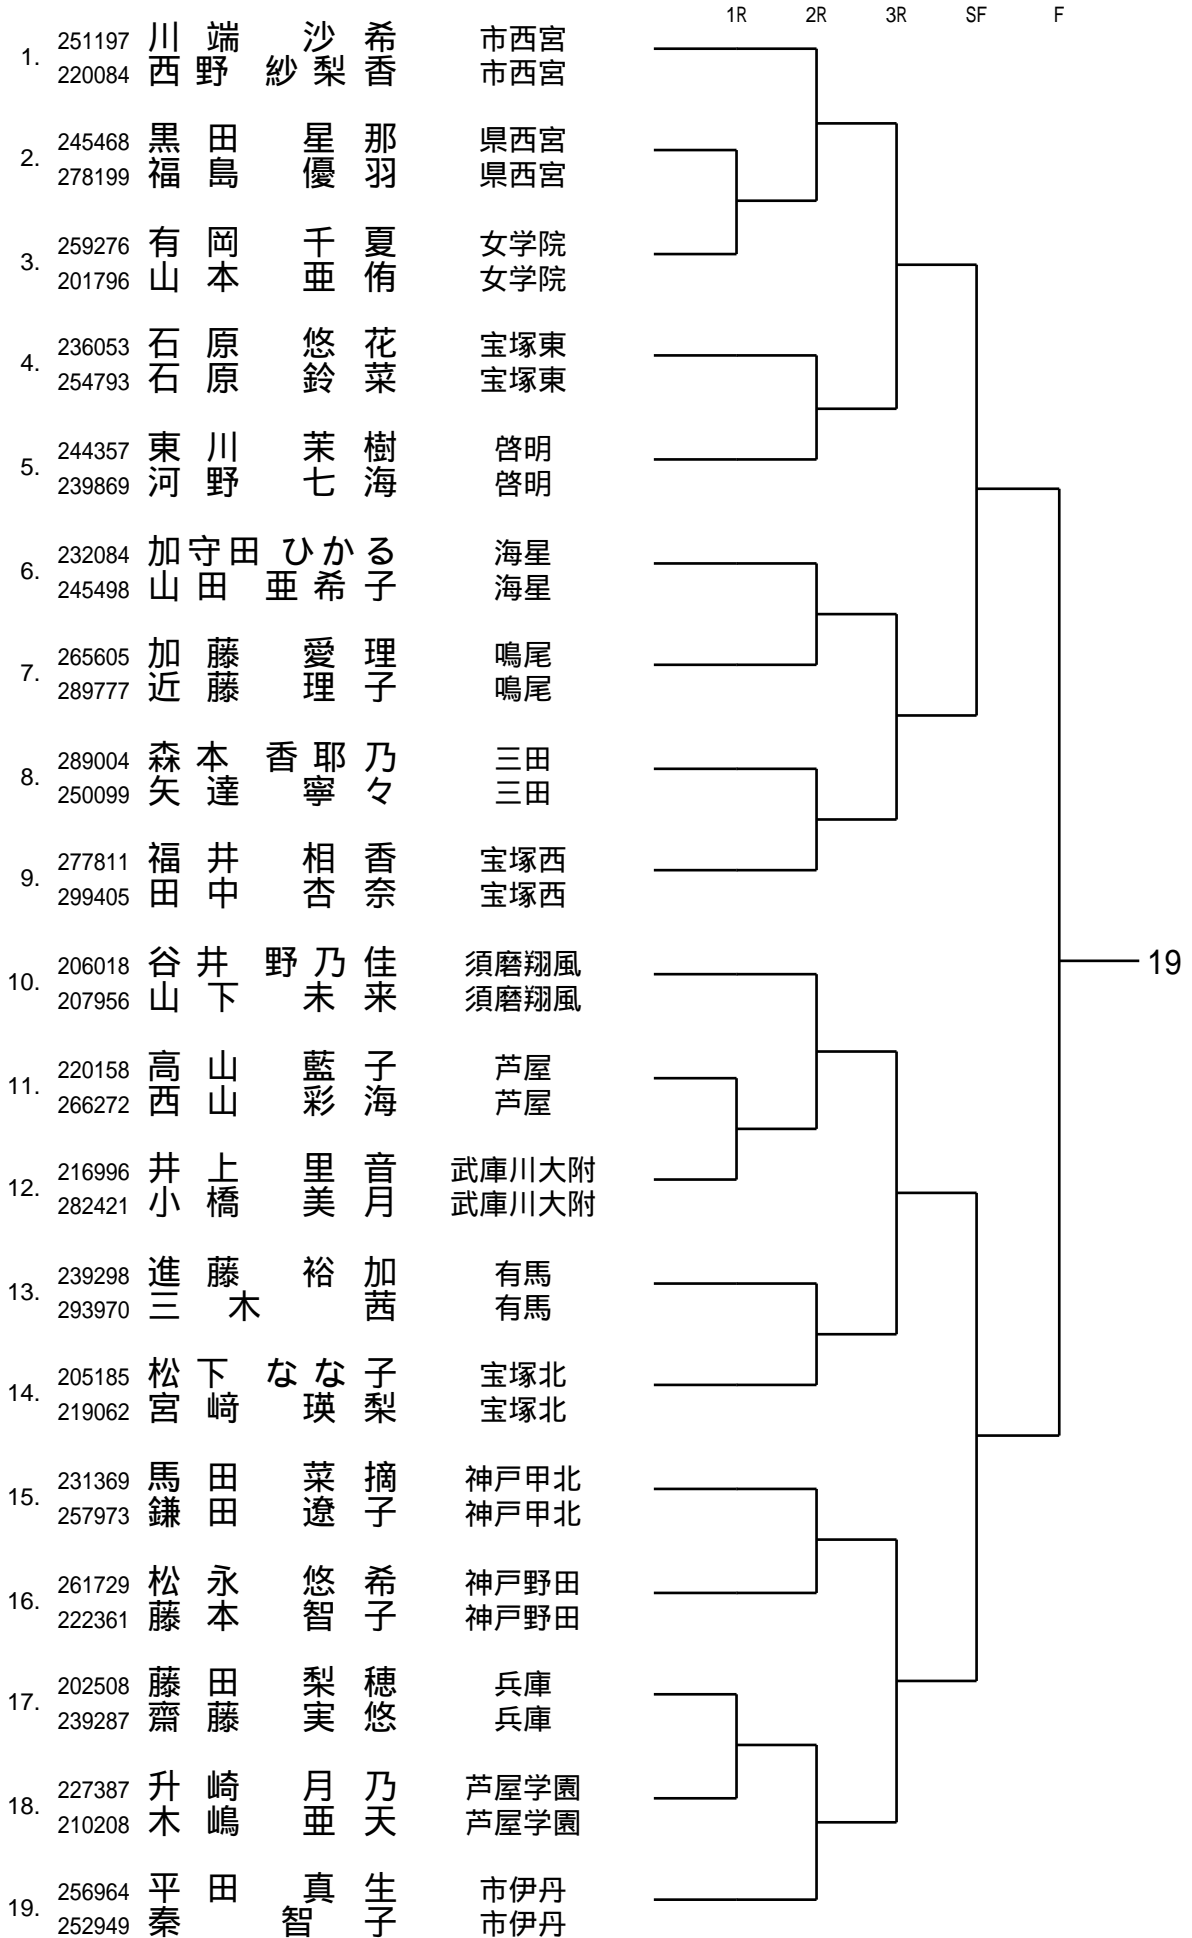 1R 2R 3R SF F
1.
251197 川端 沙希 市西宮
220084 西野 紗梨香 市西宮
2.
245468 黒田 星那 県西宮
278199 福島 優羽 県西宮
3.
259276 有岡 千夏 女学院
201796 山本 亜侑 女学院
4.
236053 石原 悠花 宝塚東
254793 石原 鈴菜 宝塚東
5.
244357 東川 茉樹 啓明
239869 河野 七海 啓明
6.
232084 加守田 ひかる 海星
245498 山田 亜希子 海星
7.
265605 加藤 愛理 鳴尾
289777 近藤 理子 鳴尾
8.
289004 森本 香耶乃 三田
250099 矢達 寧々 三田
9.
277811 福井 相香 宝塚西
299405 田中 杏奈 宝塚西
10.
206018 谷井 野乃佳 須磨翔風
207956 山下 未来 須磨翔風
19
11.
220158 高山 藍子 芦屋
266272 西山 彩海 芦屋
12.
216996 井上 里音 武庫川大附
282421 小橋 美月 武庫川大附
13.
239298 進藤 裕加 有馬
293970 三木 茜 有馬
14.
205185 松下 なな子 宝塚北
219062 宮﨑 瑛梨 宝塚北
15.
231369 馬田 菜摘 神戸甲北
257973 鎌田 遼子 神戸甲北
16.
261729 松永 悠希 神戸野田
222361 藤本 智子 神戸野田
17.
202508 藤田 梨穂 兵庫
239287 齋藤 実悠 兵庫
18.
227387 升崎 月乃 芦屋学園
210208 木嶋 亜天 芦屋学園
19.
256964 平田 真生 市伊丹
252949 秦 智子 市伊丹